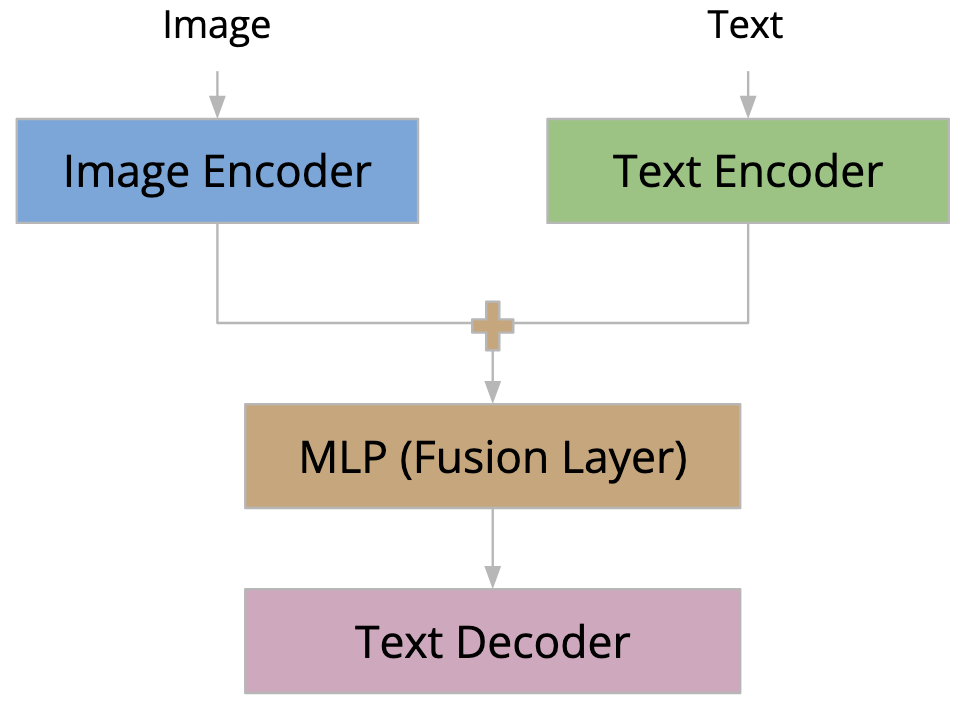 Image
Text
Image Encoder
Text Encoder
MLP (Fusion Layer)
Text Decoder